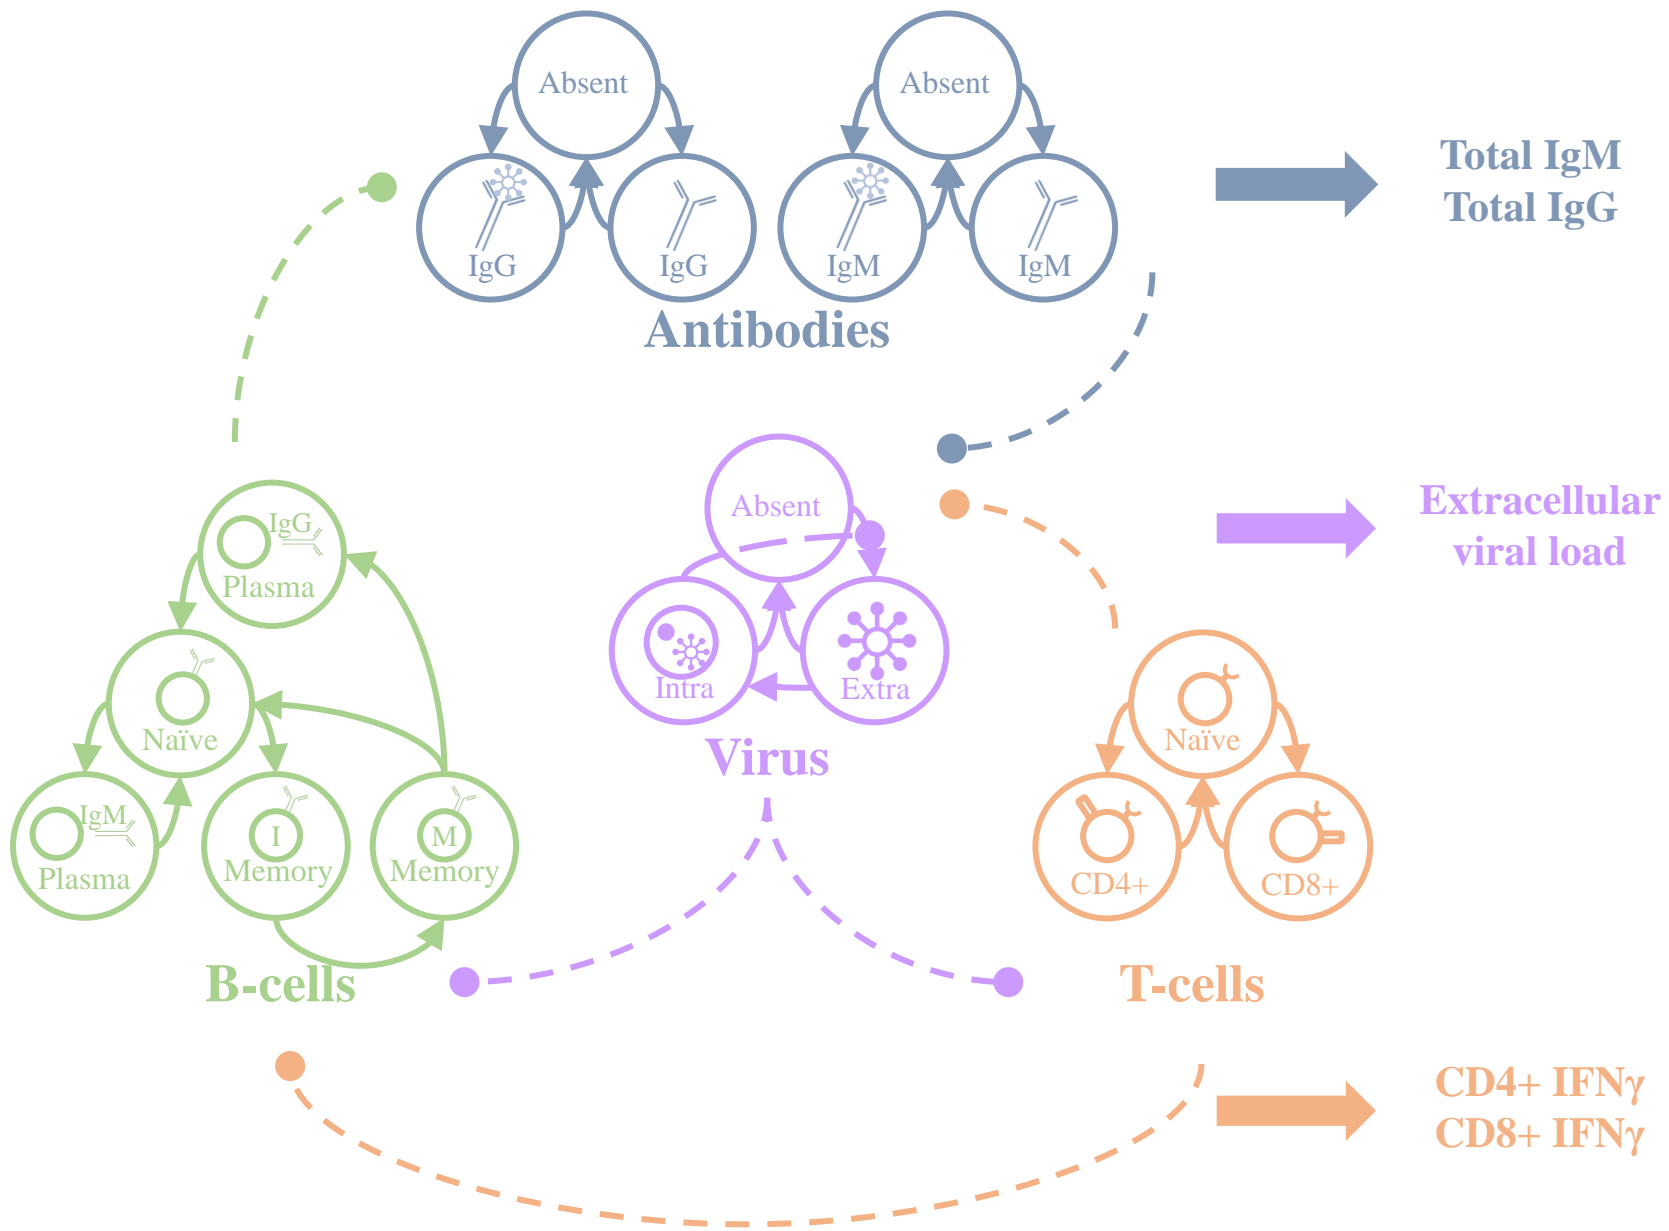 Absent
Absent
IgG
IgG
IgM
IgM
Antibodies
Total IgM
Total IgG
Absent
Intra
Extra
Virus
Extracellular
viral load
IgG
Plasma
Naïve
IgM
Plasma
I
Memory
M
Memory
B-cells
Naïve
CD4+
CD8+
T-cells
CD4+ IFNγ
CD8+ IFNγ